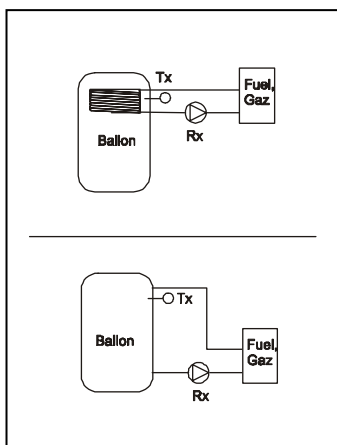 Tx
Fuel,
Gaz
Ballon
Rx
Tx
Ballon
Fuel,
Gaz
Rx